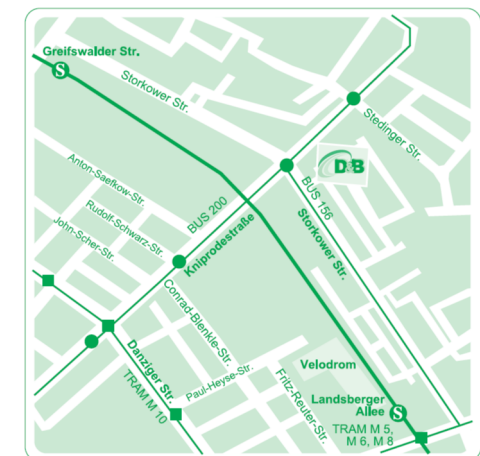 Greifswalder Str.
S
Storkower Str.
Stedinger Str.
D&B
Anton-Saefkow-Str.
BUS 156
Rudolf-Schwarz-Str.
BUS 200
Storkower Str.
John-Scher-Str.
Kniprodestraße
Conrad-Blenkle-Str.
Danziger Str.
TRAM M 10
Velodrom
Paul-Heyse-Str.
Fritz-Reuter-Str.
Landsberger
Allee
S
TRAM M 5,
M 6, M 8